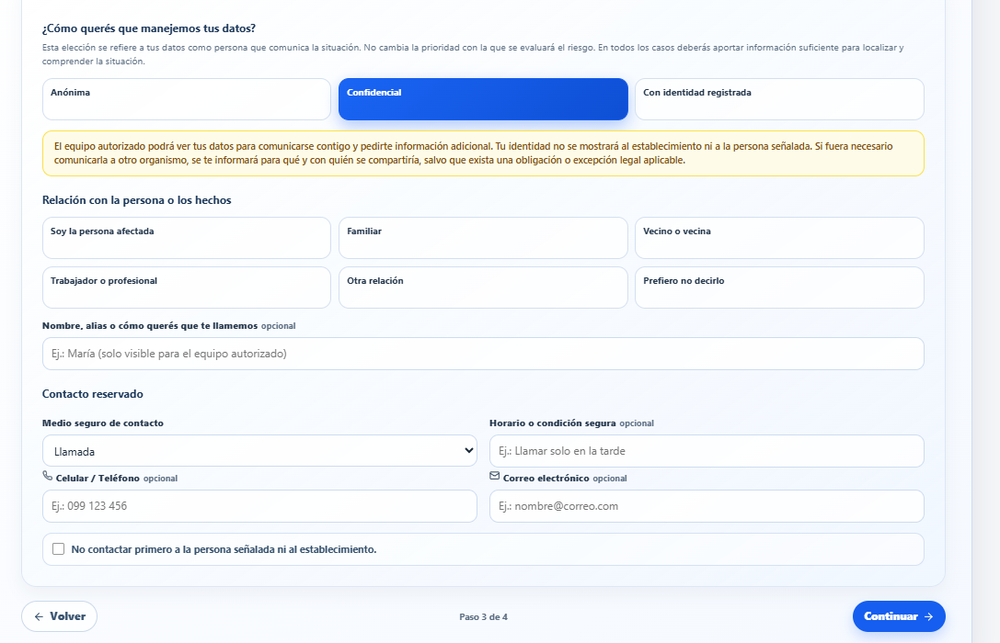 ¿Cómo querés que manejemos tus datos?
Esta elección se refiere a tus datos como persona que comunica la situación. No cambia la prioridad con la que se evaluará el riesgo. En todos los casos deberás aportar información suficiente para localizar y
comprender la situación.
Anónima
Confidencial
Con identidad registrada
El equipo autorizado podrá ver tus datos para comunicarse contigo y pedirte información adicional. Tu identidad no se mostrará al establecimiento ni a la persona señalada. Si fuera necesario
comunicarla a otro organismo, se te informará para qué y con quién se compartiría, salvo que exista una obligación o excepción legal aplicable.
Relación con la persona o los hechos
Soy la persona afectada
Familiar
Vecino o vecina
Trabajador o profesional
Otra relación
Prefiero no decirlo
Nombre, alias o cómo querés que te llamemos opcional
Ej.: María (solo visible para el equipo autorizado)
Contacto reservado
Medio seguro de contacto
Horario o condición segura opcional
Llamada
Ej.: Llamar solo en la tarde
Celular / Teléfono opcional
Correo electrónico opcional
Ej.: 099 123 456
Ej.: nombre@correo.com
No contactar primero a la persona señalada ni al establecimiento.
← Volver
Paso 3 de 4
Continuar →